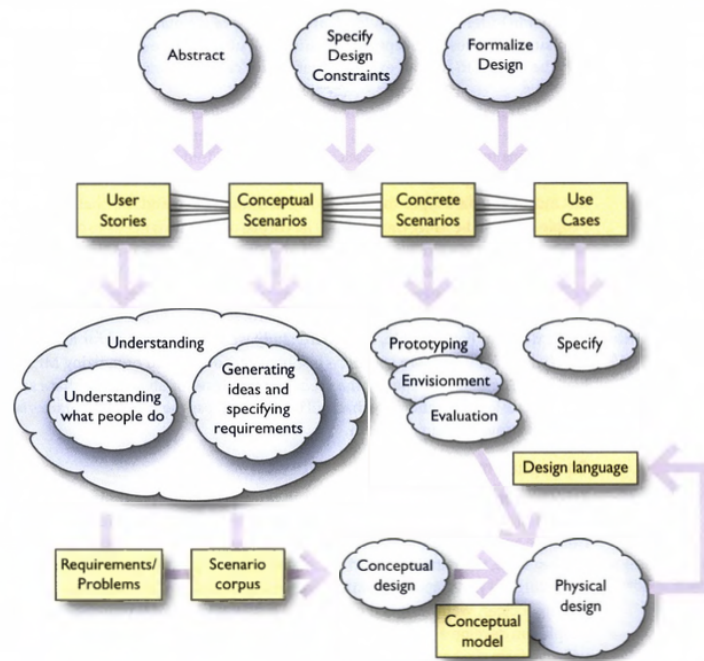 Abstract
Specify
Design
Constraints
Formalize
Design
User
Stories
Conceptual
Scenarios
Concrete
Scenarios
Use
Cases
Understanding
Understanding
what people do
Generating
ideas and
specifying
requirements
Prototyping
Envisionment
Evaluation
Specify
Design language
Requirements/
Problems
Scenario
corpus
Conceptual
design
Conceptual
model
Physical
design